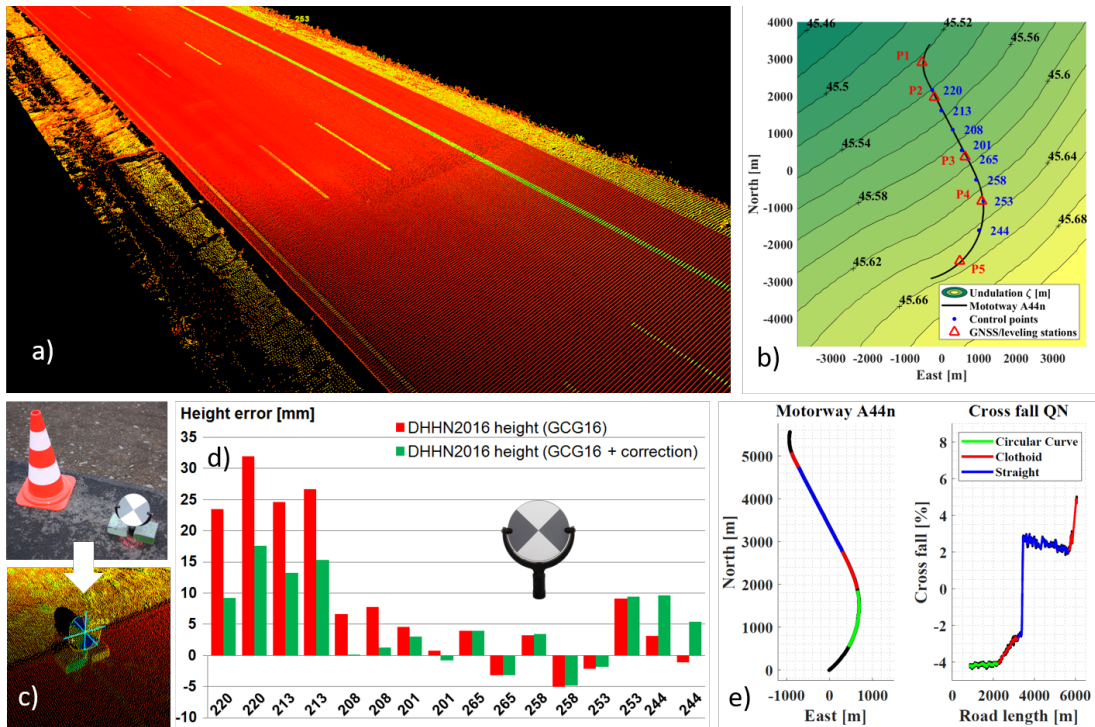 253
a)
b)
4000
3000
2000
1000
0
-1000
-2000
-3000
-4000
North [m]
45.46
45.52
45.56
45.6
45.5
45.54
45.64
45.58
45.68
45.62
45.66
P1
P2
220
213
208
201
P3
265
258
P4
253
244
P5
Undulation ζ [m]
Mototway A44n
Control points
GNSS/leveling stations
-3000 -2000 -1000 0 1000 2000 3000
East [m]
253
c)
Height error [mm]
d)
DHHN2016 height (GCG16)
DHHN2016 height (GCG16 + correction)
35
30
25
20
15
10
5
0
-5
-10
220 220 213 213 208 208 201 201 265 265 258 258 253 253 244 244
Motorway A44n
North [m]
5000
4000
3000
2000
1000
0
-1000 0 1000
East [m]
e)
Cross fall QN
Circular Curve
Clothoid
Straight
Cross fall [%]
8
6
4
2
0
-2
-4
0 2000 4000 6000
Road length [m]